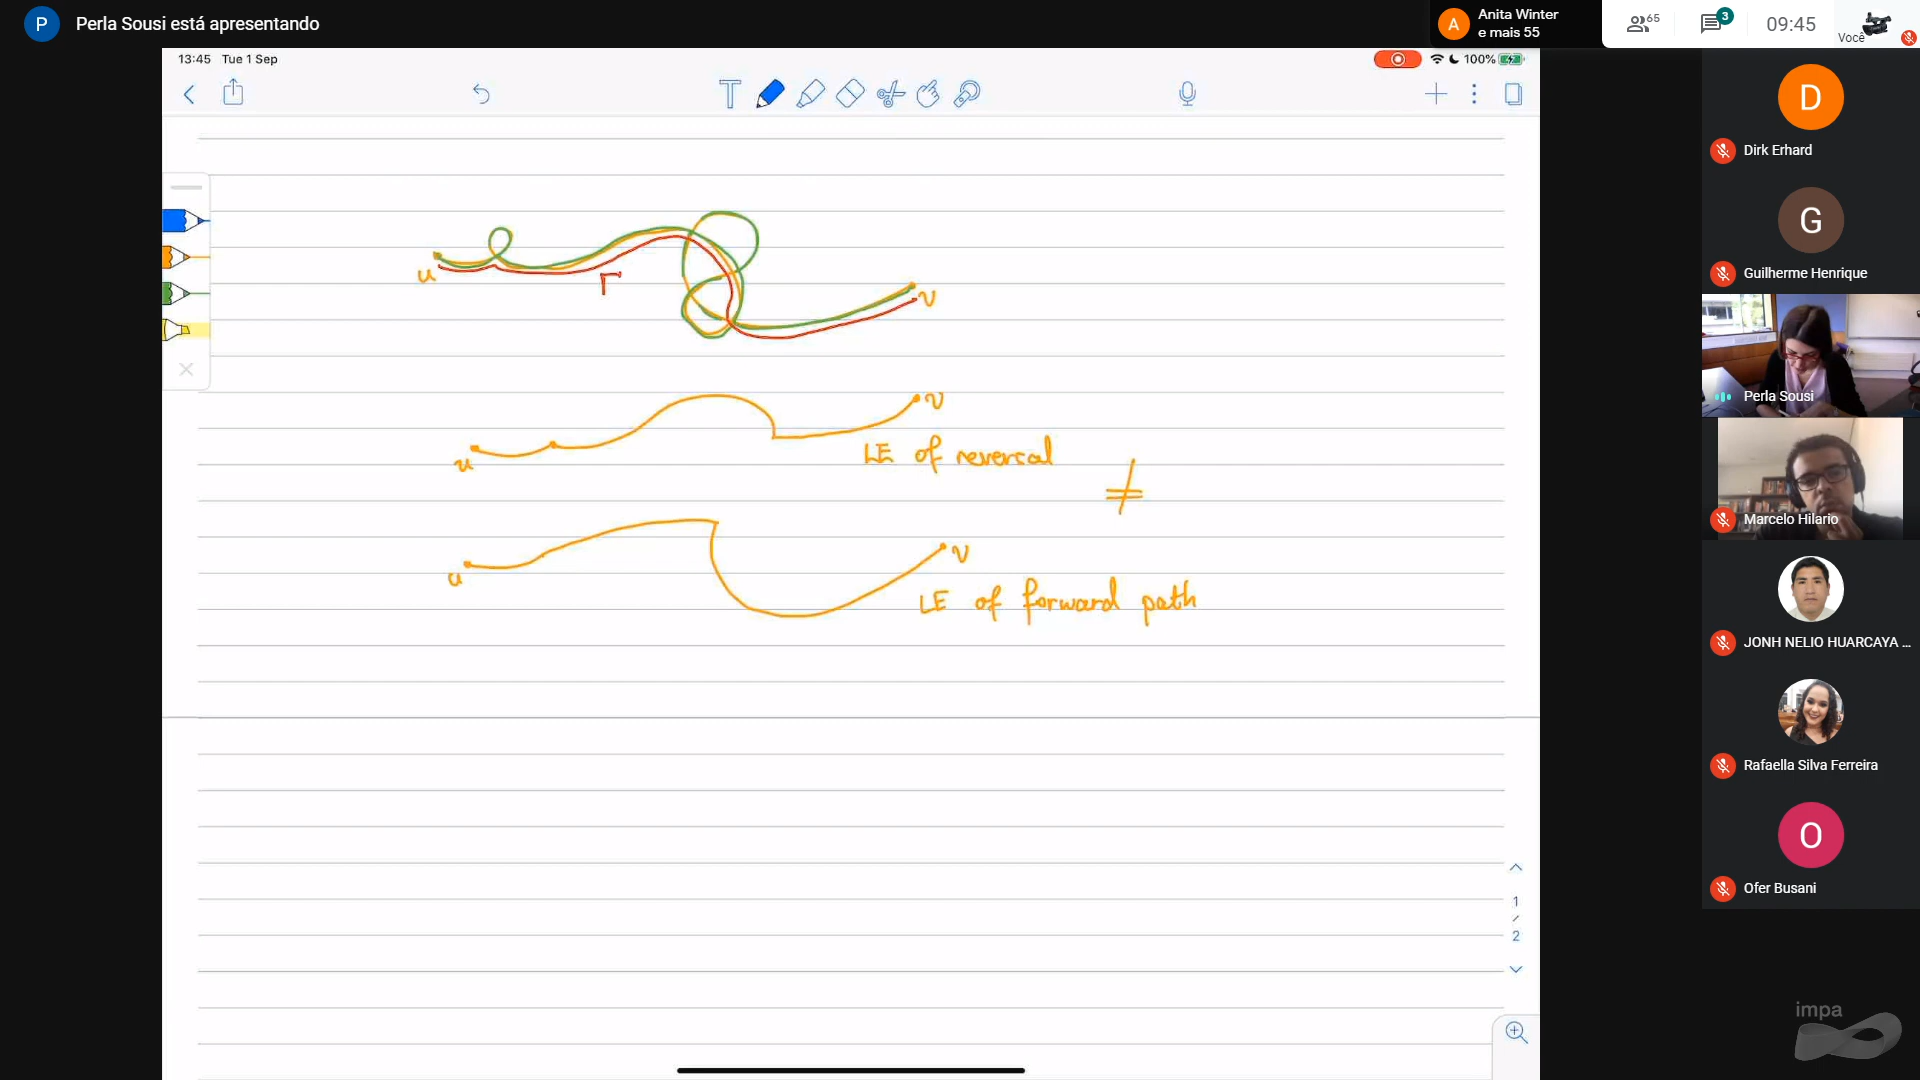 P Perla Sousi está apresentando
A Anita Winter
e mais 55
65
3
09:45
Você
13:45 Tue 1 Sep
100%
T
u
Γ
v
u
v
LE of reversal
≠
u
v
LE of forward path
1
/
2
D
Dirk Erhard
G
Guilherme Henrique
Perla Sousi
Marcelo Hilario
JONH NELIO HUARCAYA ...
Rafaella Silva Ferreira
O
Ofer Busani
impa